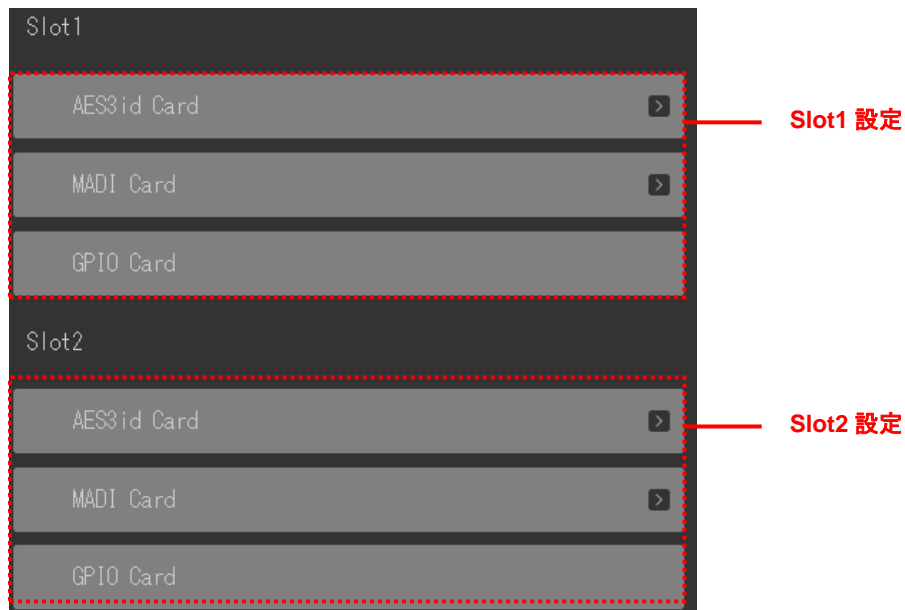 Slot1
AES3id Card
Slot1 設定
MADI Card
GPIO Card
Slot2
AES3id Card
Slot2 設定
MADI Card
GPIO Card